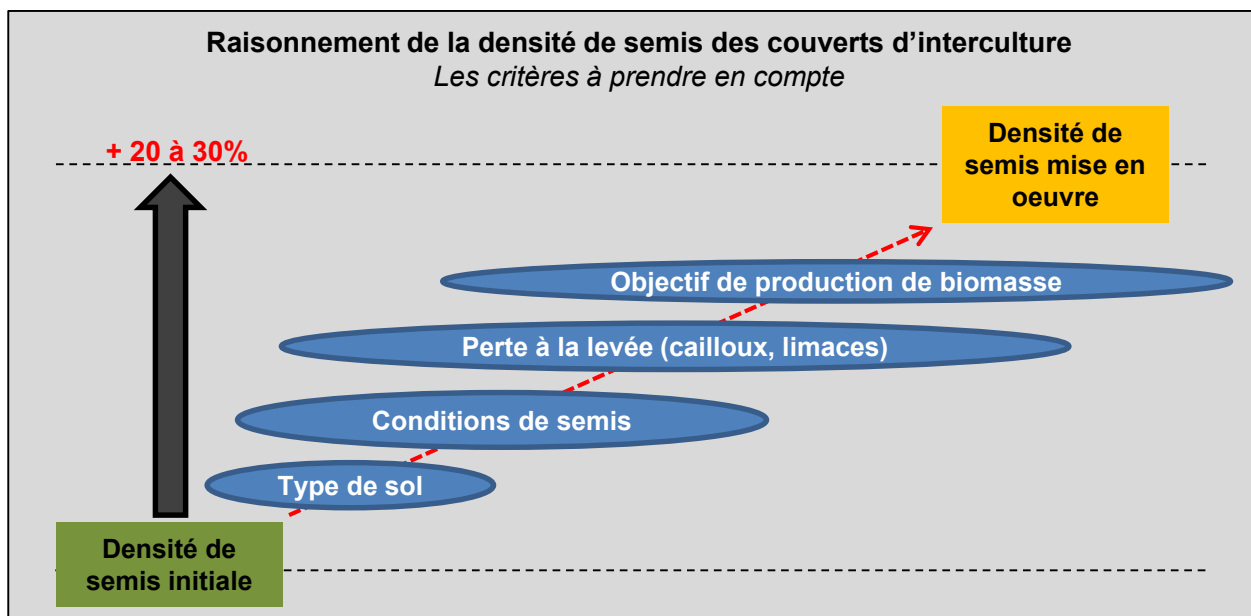 Raisonnement de la densité de semis des couverts d'interculture
Les critères à prendre en compte
+ 20 à 30%
Densité de
semis mise en
oeuvre
Objectif de production de biomasse
Perte à la levée (cailloux, limaces)
Conditions de semis
Type de sol
Densité de
semis initiale